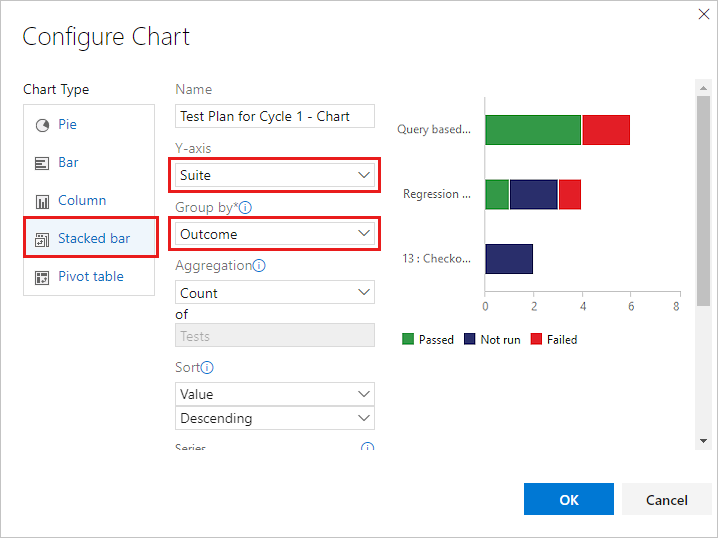 Configure Chart
Chart Type
Pie
Bar
Column
Stacked bar
Pivot table
Name
Test Plan for Cycle 1 - Chart
Y-axis
Suite
Group by*
Outcome
Aggregation
Count
of
Tests
Sort
Value
Descending
Series
Query based...
Regression ...
13 : Checko...
0 2 4 6 8
Passed Not run Failed
OK Cancel